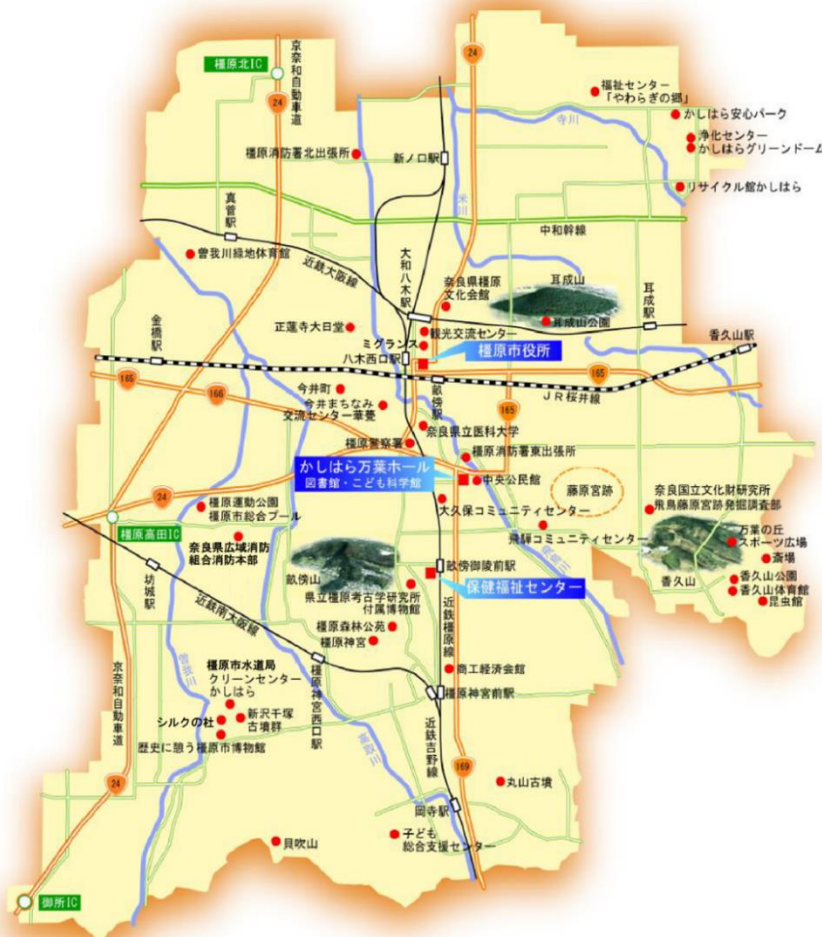 24
京奈和自動車道
橿原北IC
24
福祉センター
「やわらぎの郷」
かしはら安心パーク
寺川
浄化センター
かしはらグリーンドーム
橿原消防署北出張所
新ノ口駅
リサイクル館かしはら
米川
真菅駅
中和幹線
曽我川緑地体育館
近鉄大阪線
大和八木駅
奈良県橿原
文化会館
耳成山
耳成駅
金橋駅
正蓮寺大日堂
観光交流センター
耳成山公園
香久山駅
ミグランス
八木西口駅
橿原市役所
165
166
畝傍駅
165
JR桜井線
今井町
今井まちなみ
交流センター華甍
165
奈良県立医科大学
橿原警察署
橿原消防署東出張所
かしはら万葉ホール
図書館・こども科学館
中央公民館
藤原宮跡
奈良国立文化財研究所
飛鳥藤原宮跡発掘調査部
24
橿原運動公園
橿原市総合プール
大久保コミュニティセンター
橿原高田IC
飛騨コミュニティセンター
万葉の丘
スポーツ広場
奈良県広域消防
組合消防本部
斎場
坊城駅
畝傍山
畝傍御陵前駅
香久山
香久山公園
香久山体育館
昆虫館
県立橿原考古学研究所
付属博物館
保健福祉センター
近鉄南大阪線
橿原森林公苑
近鉄橿原線
橿原神宮
曽我川
京奈和自動車道
橿原市水道局
クリーンセンター
かしはら
橿原神宮西口駅
商工経済会館
橿原神宮前駅
シルクの杜
新沢千塚
古墳群
歴史に憩う橿原市博物館
高取川
近鉄吉野線
169
24
丸山古墳
岡寺駅
貝吹山
子ども
総合支援センター
御所IC